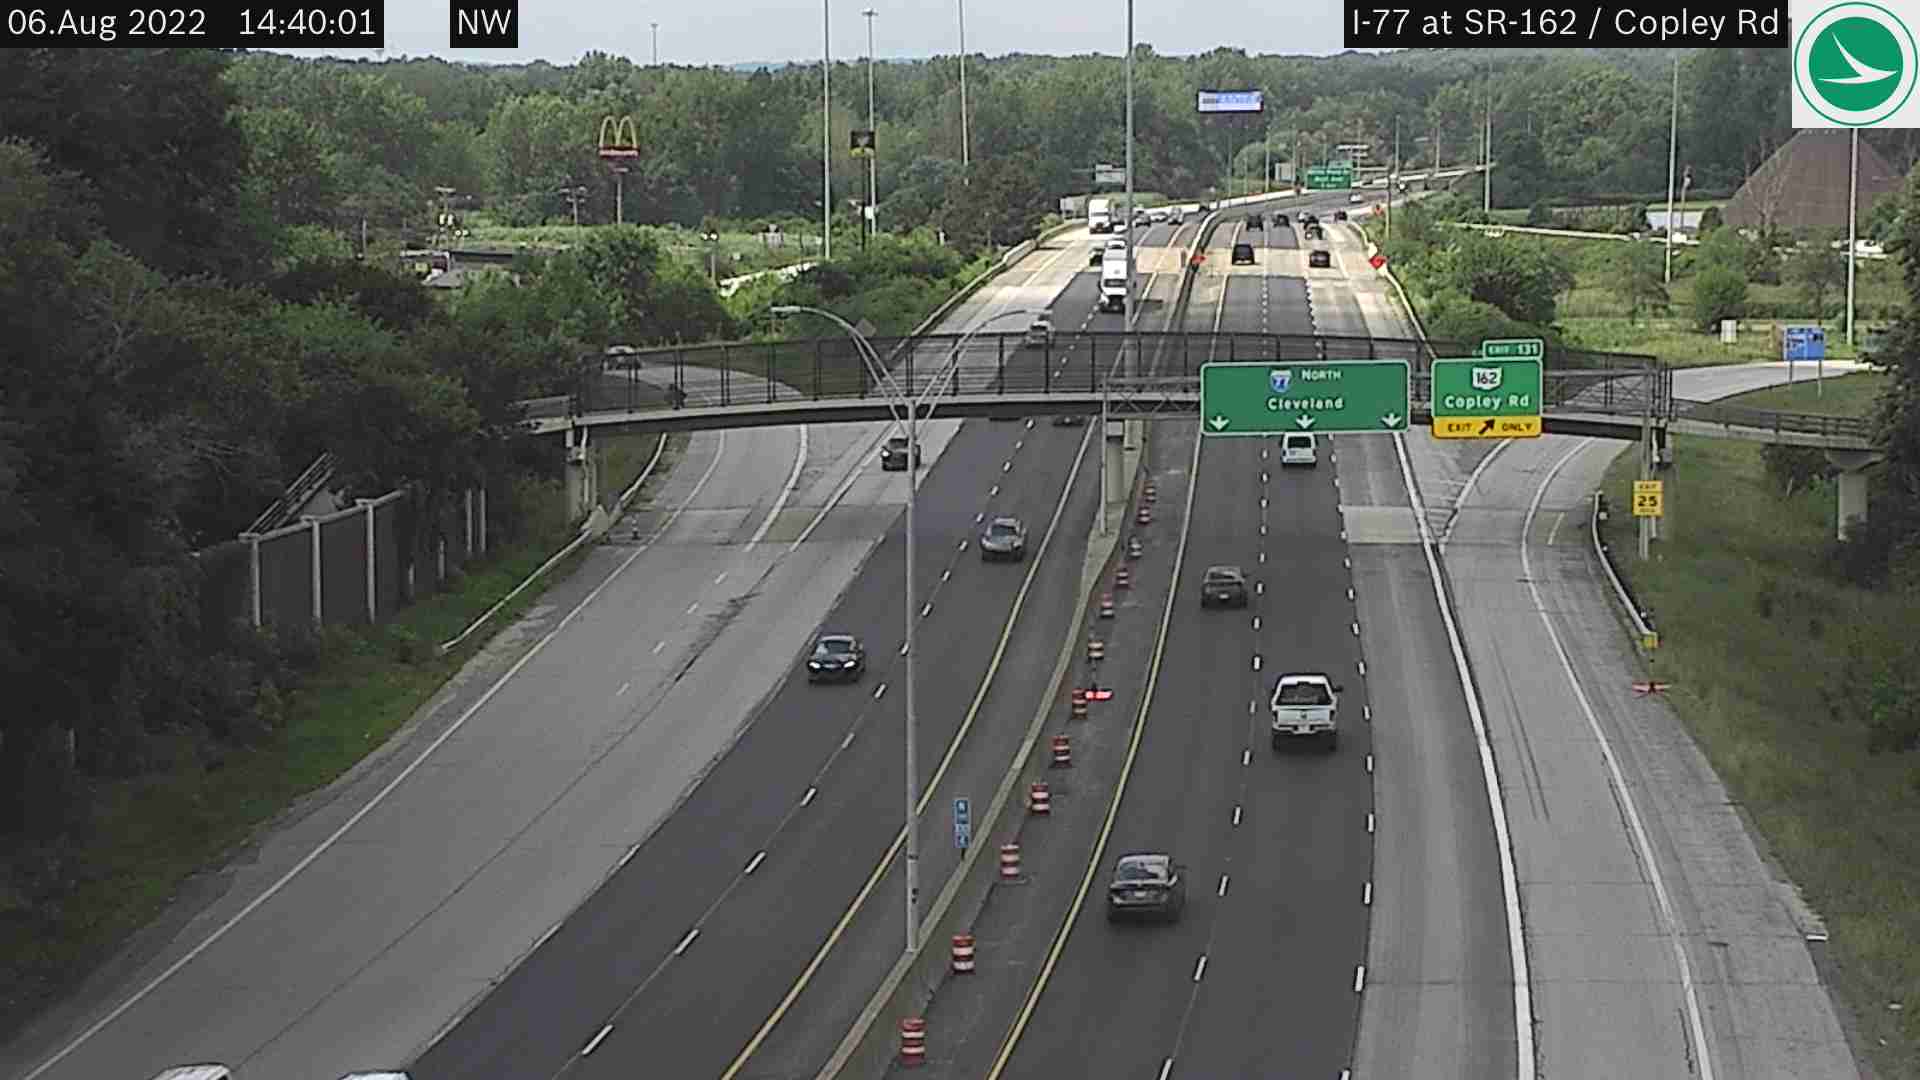 06.Aug 2022 14:40:01
NW
I-77 at SR-162 / Copley Rd
77 NORTH
Cleveland
EXIT 131
162
Copley Rd
EXIT ONLY
EXIT
25